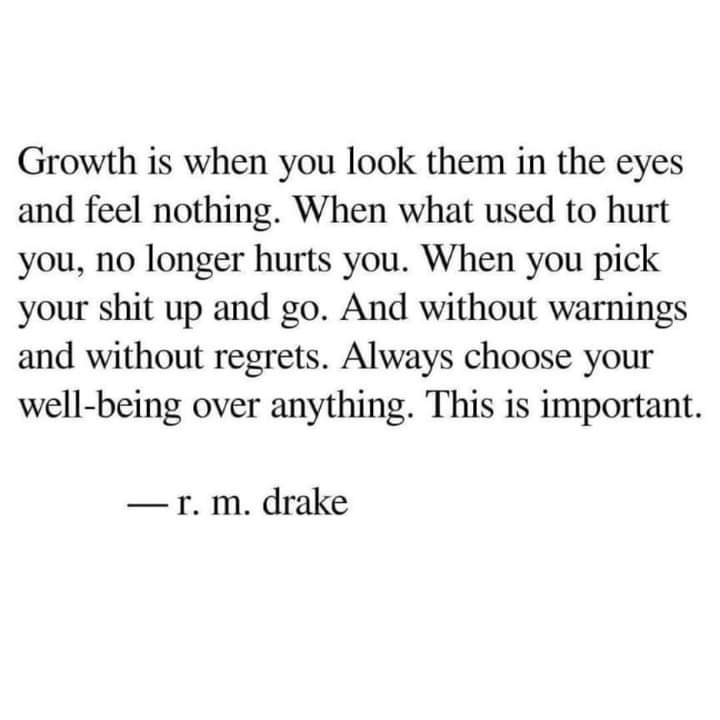 Growth is when you look them in the eyes
and feel nothing. When what used to hurt
you, no longer hurts you. When you pick
your shit up and go. And without warnings
and without regrets. Always choose your
well-being over anything. This is important.
— r. m. drake